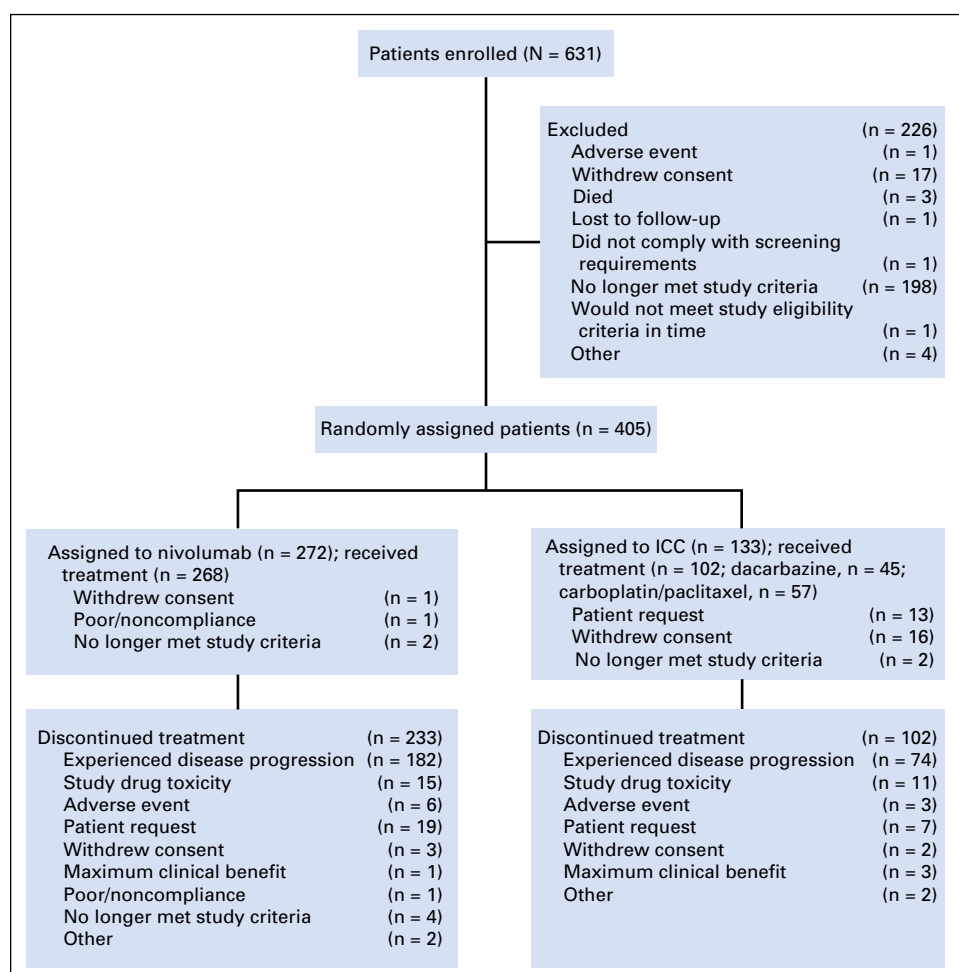 Patients enrolled (N = 631)
Excluded (n = 226)
Adverse event (n = 1)
Withdrew consent (n = 17)
Died (n = 3)
Lost to follow-up (n = 1)
Did not comply with screening
requirements (n = 1)
No longer met study criteria (n = 198)
Would not meet study eligibility
criteria in time (n = 1)
Other (n = 4)
Randomly assigned patients (n = 405)
Assigned to nivolumab (n = 272); received
treatment (n = 268)
Withdrew consent (n = 1)
Poor/noncompliance (n = 1)
No longer met study criteria (n = 2)
Assigned to ICC (n = 133); received
treatment (n = 102; dacarbazine, n = 45;
carboplatin/paclitaxel, n = 57)
Patient request (n = 13)
Withdrew consent (n = 16)
No longer met study criteria (n = 2)
Discontinued treatment (n = 233)
Experienced disease progression (n = 182)
Study drug toxicity (n = 15)
Adverse event (n = 6)
Patient request (n = 19)
Withdrew consent (n = 3)
Maximum clinical benefit (n = 1)
Poor/noncompliance (n = 1)
No longer met study criteria (n = 4)
Other (n = 2)
Discontinued treatment (n = 102)
Experienced disease progression (n = 74)
Study drug toxicity (n = 11)
Adverse event (n = 3)
Patient request (n = 7)
Withdrew consent (n = 2)
Maximum clinical benefit (n = 3)
Other (n = 2)